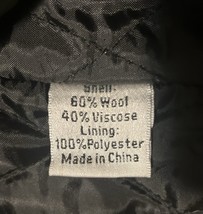 Shell:
60% Wool
40% Viscose
Lining:
100%Polyester
Made in China